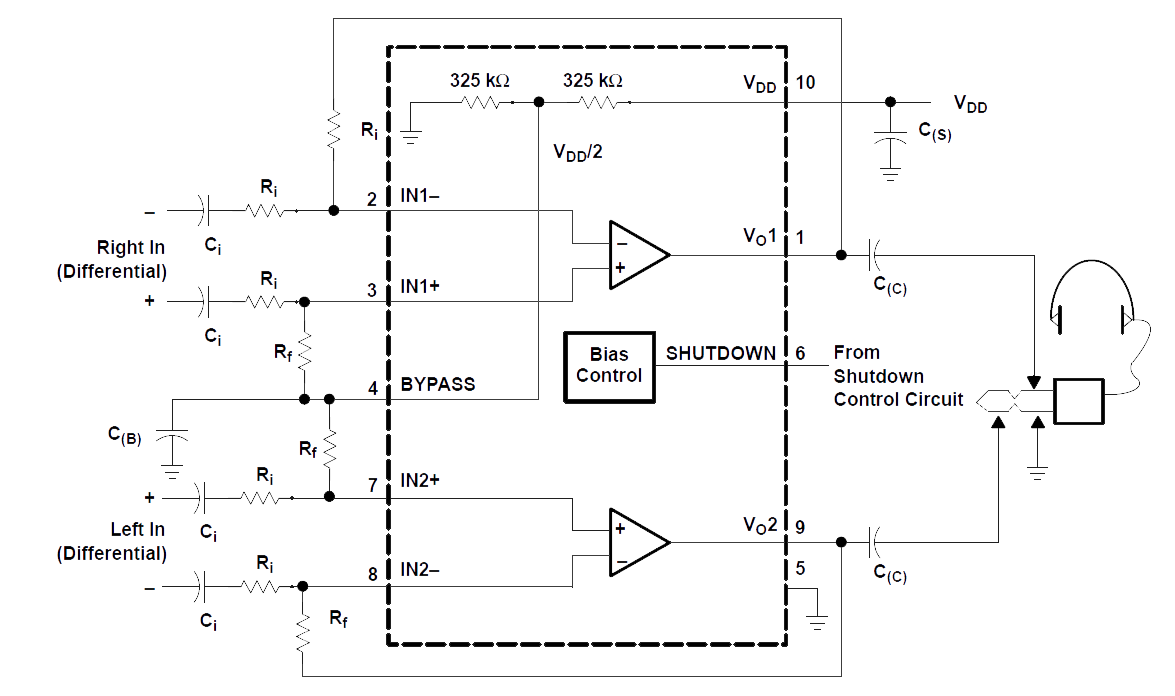 325 kΩ
325 kΩ
VDD
10
VDD
Ri
C(S)
VDD/2
Ri
2
IN1–
–
Ci
Right In
(Differential)
VO1
1
–
+
Ri
3
IN1+
+
Ci
C(C)
Rf
Bias
Control
SHUTDOWN
6
From
Shutdown
Control Circuit
4
BYPASS
C(B)
Rf
Ri
7
IN2+
+
Ci
Left In
(Differential)
+
–
VO2
9
Ri
8
IN2–
–
Ci
5
C(C)
Rf